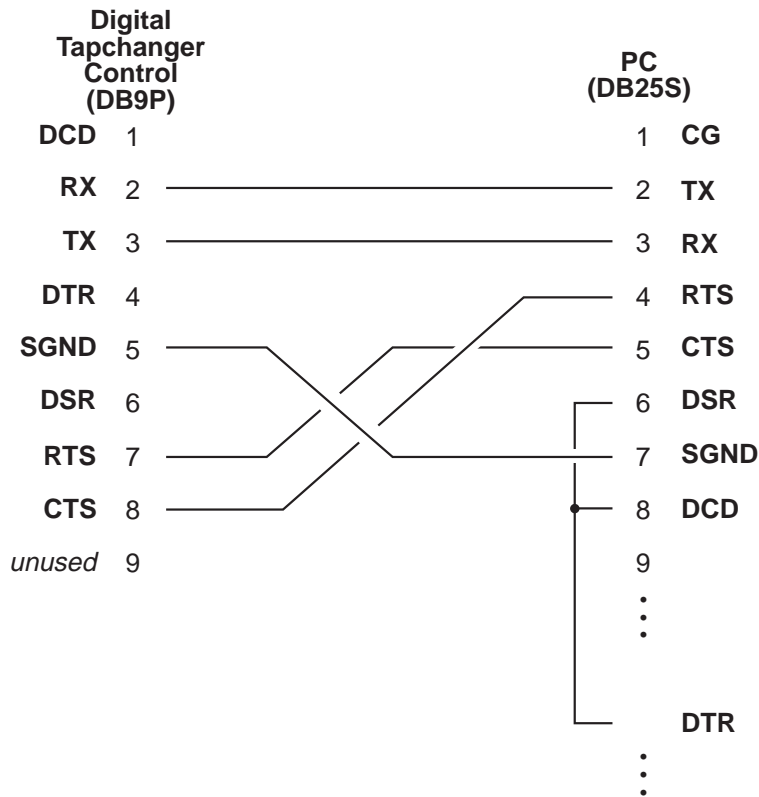 Digital
Tapchanger
Control
(DB9P)
PC
(DB25S)
DCD 1
1 CG
RX 2
2 TX
TX 3
3 RX
DTR 4
4 RTS
SGND 5
5 CTS
DSR 6
6 DSR
RTS 7
7 SGND
CTS 8
8 DCD
unused 9
9
DTR